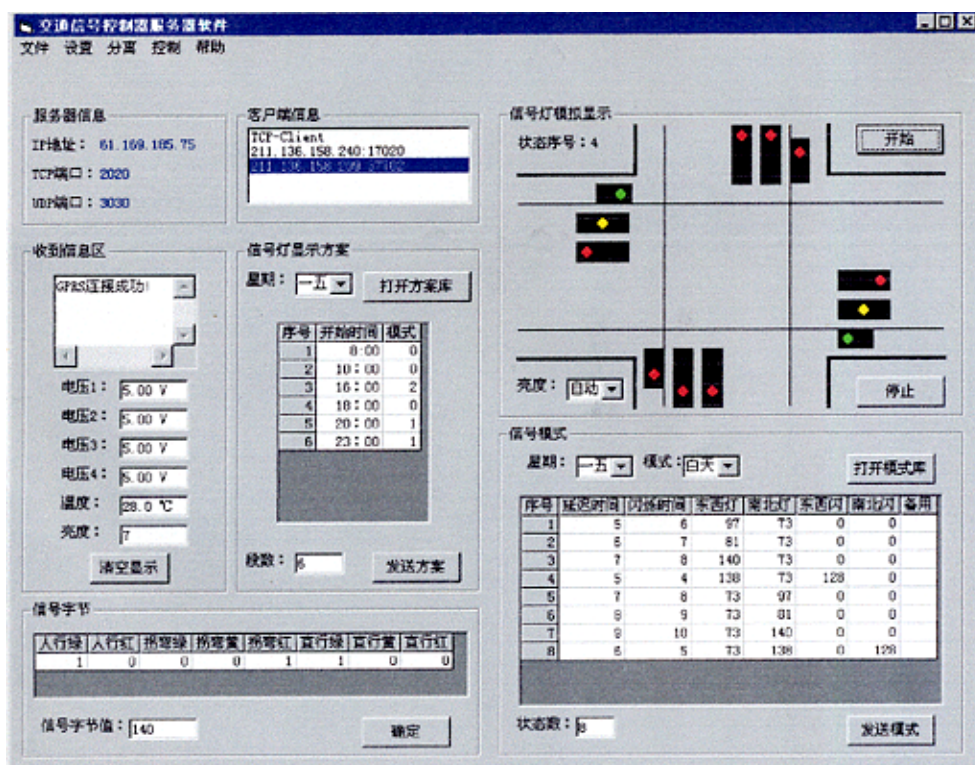 交通信号控制器服务器软件
文件 设置 分离 控制 帮助
服务器信息
IP地址： 61.169.185.75
TCP端口： 2020
UDP端口： 3030
客户端信息
TCP-Client
211.136.158.240:17020
信号灯模拟显示
状态序号：4
开始
亮度： 自动
停止
收到信息区
GPRS连接成功!
电压1： 5.00 V
电压2： 5.00 V
电压3： 5.00 V
电压4： 5.00 V
温度： 28.0 ℃
亮度： 7
清空显示
信号灯显示方案
星期： 一五 打开方案库
序号 开始时间 模式
1 8:00 0
2 10:00 0
3 16:00 2
4 18:00 0
5 20:00 1
6 23:00 1
段数： 6 发送方案
信号模式
星期： 一五 模式： 白天 打开模式库
序号 延迟时间 闪烁时间 东西灯 南北灯 东西闪 南北闪 备用
1 5 6 97 73 0 0
2 6 7 81 73 0 0
3 7 8 140 73 0 0
4 5 4 138 73 128 0
5 7 8 73 97 0 0
6 8 9 73 81 0 0
7 9 10 73 140 0 0
8 6 5 73 138 0 128
状态数： 8 发送模式
信号字节
人行绿 人行红 拐弯绿 拐弯黄 拐弯红 直行绿 直行黄 直行红
1 0 0 0 1 1 0 0
信号字节值： 140 确定